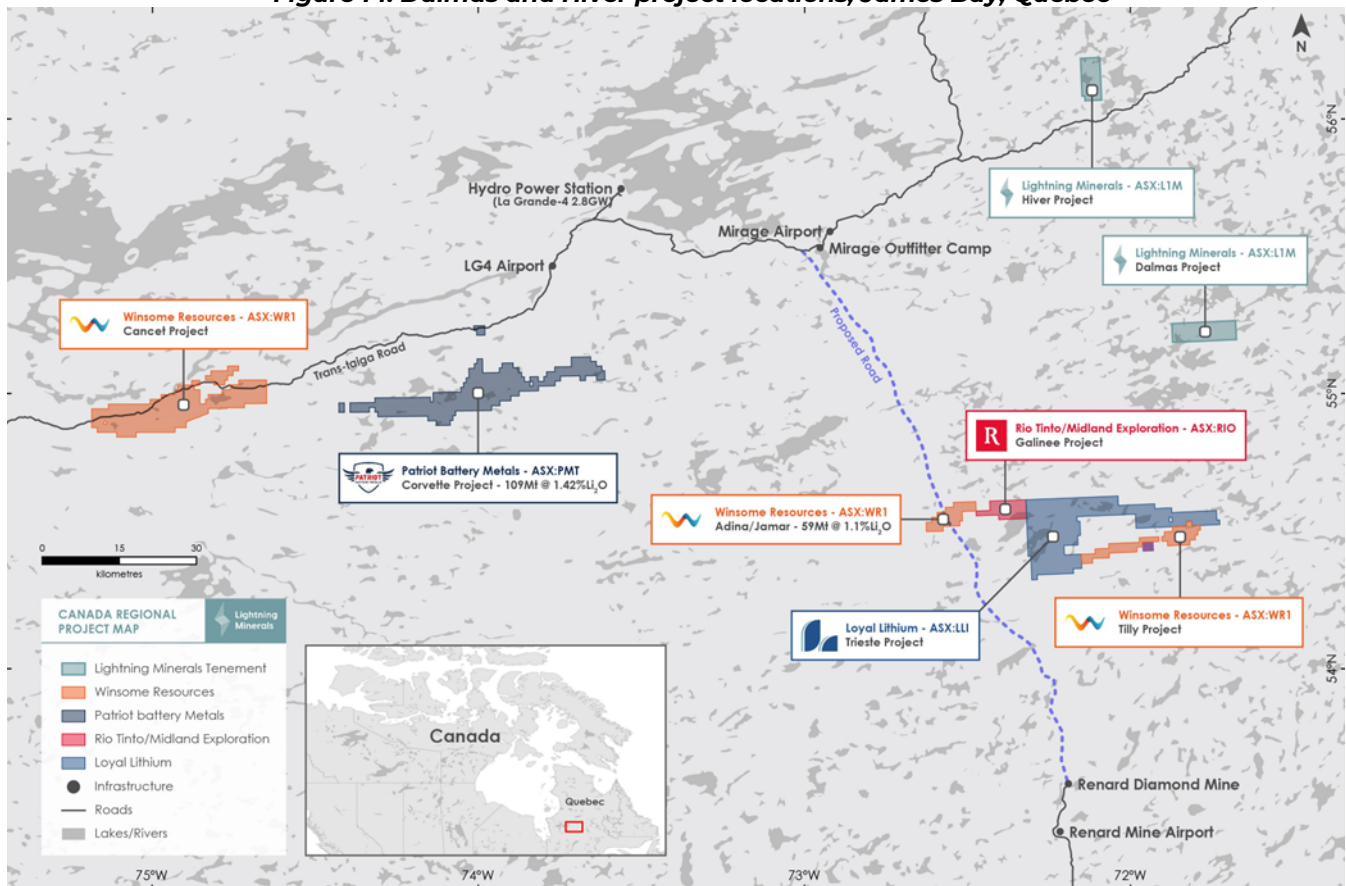 Figure 14: Dalmas and Hiver project locations, James Bay, Quebec
N
56°N
Lightning Minerals - ASX:L1M
Hiver Project
Hydro Power Station
(La Grande-4 2.8GW)
Mirage Airport
Mirage Outfitter Camp
LG4 Airport
Lightning Minerals - ASX:L1M
Dalmas Project
Winsome Resources - ASX:WR1
Cancet Project
Trans-taiga Road
Proposed Road
55°N
Rio Tinto/Midland Exploration - ASX:RIO
Galinee Project
R
PATRIOT
Patriot Battery Metals - ASX:PMT
Corvette Project - 109Mt @ 1.42%Li₂O
Winsome Resources - ASX:WR1
Adina/Jamar - 59Mt @ 1.1%Li₂O
0 15 30
kilometres
Loyal Lithium - ASX:LLI
Trieste Project
Winsome Resources - ASX:WR1
Tilly Project
CANADA REGIONAL
PROJECT MAP
Lightning
Minerals
Lightning Minerals Tenement
Winsome Resources
Patriot battery Metals
Rio Tinto/Midland Exploration
Loyal Lithium
Infrastructure
Roads
Lakes/Rivers
Canada
Quebec
54°N
Renard Diamond Mine
Renard Mine Airport
75°W
74°W
73°W
72°W